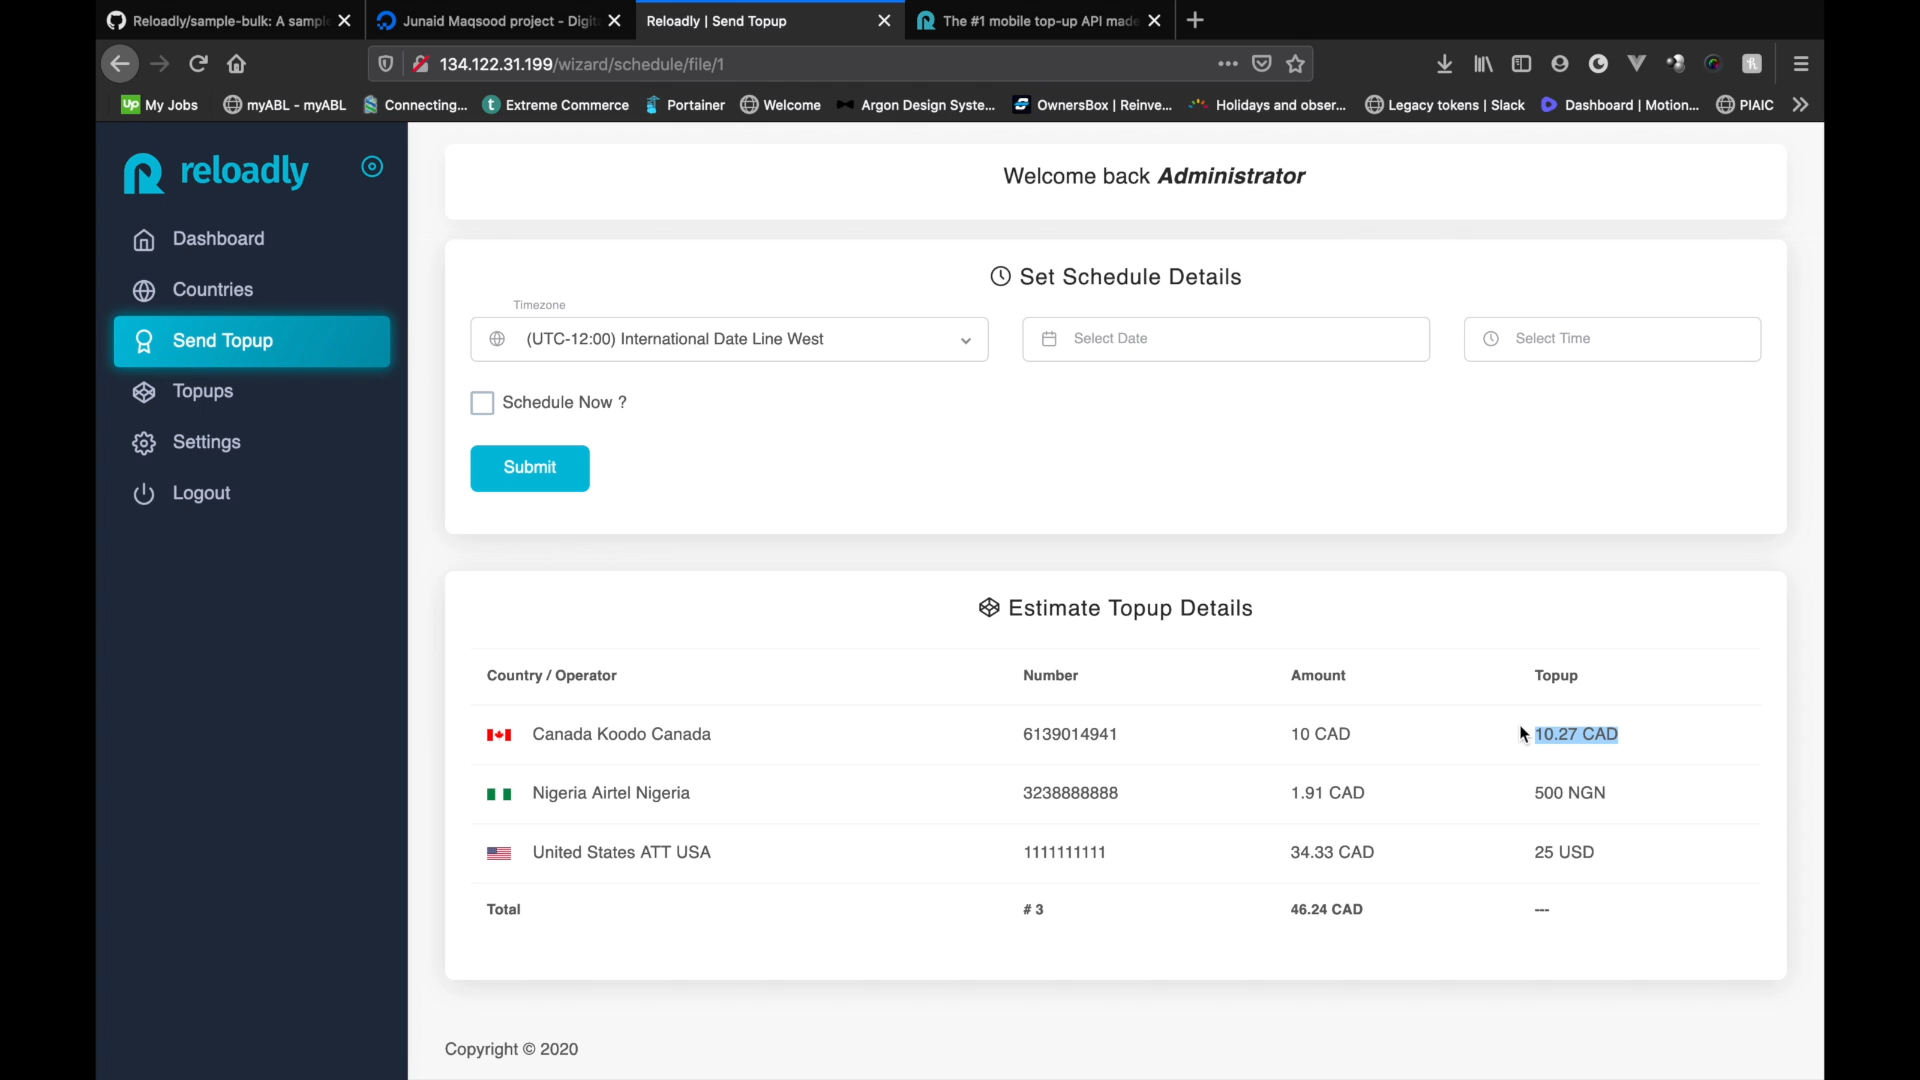 Reloadly/sample-bulk: A sampl
Junaid Maqsood project - Digit
Reloadly | Send Topup
The #1 mobile top-up API made
134.122.31.199/wizard/schedule/file/1
Up My Jobs
myABL - myABL
Connecting...
t Extreme Commerce
Portainer
Welcome
Argon Design Syste...
OwnersBox | Reinve...
Holidays and obser...
Legacy tokens | Slack
Dashboard | Motion...
PIAIC
reloadly
Dashboard
Countries
Send Topup
Topups
Settings
Logout
Welcome back Administrator
Set Schedule Details
Timezone
(UTC-12:00) International Date Line West
Select Date
Select Time
Schedule Now ?
Submit
Estimate Topup Details
Country / Operator Number Amount Topup
Canada Koodo Canada 6139014941 10 CAD 10.27 CAD
Nigeria Airtel Nigeria 3238888888 1.91 CAD 500 NGN
United States ATT USA 1111111111 34.33 CAD 25 USD
Total # 3 46.24 CAD ---
Copyright © 2020